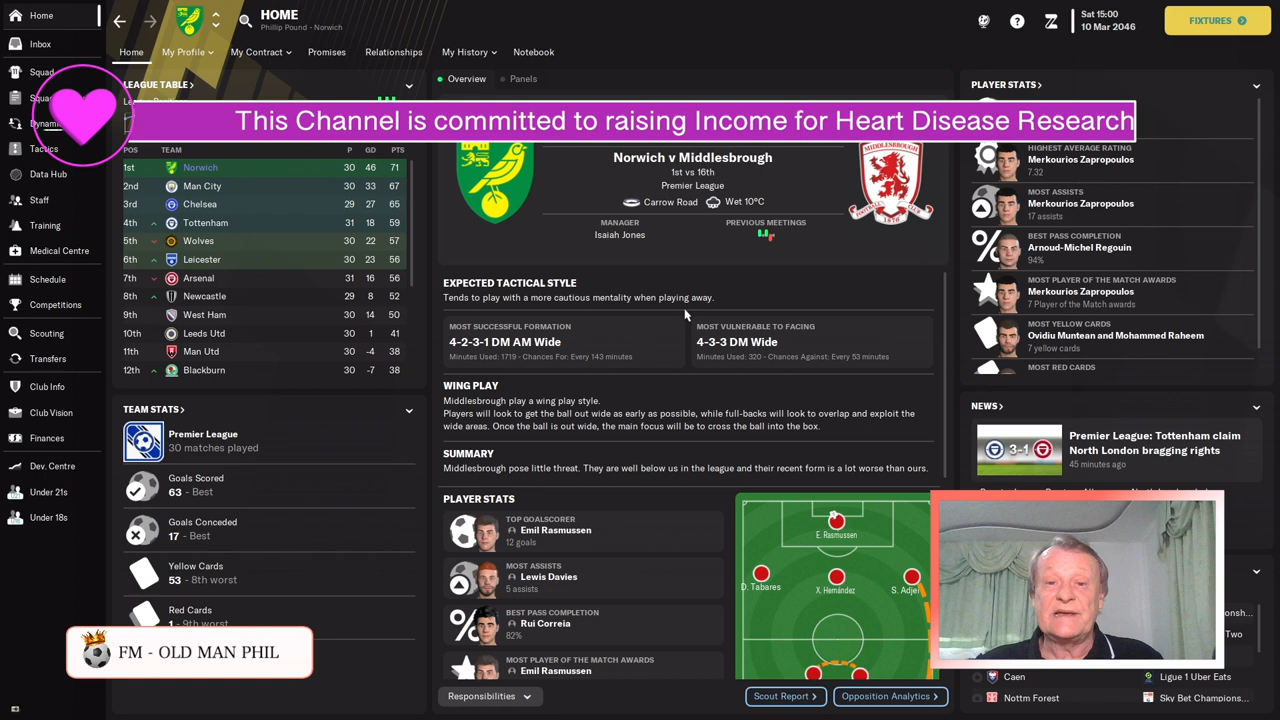 Home
HOME
Phillip Pound - Norwich
Sat 15:00
10 Mar 2046
FIXTURES
Home
My Profile
My Contract
Promises
Relationships
My History
Notebook
Inbox
Squad
Tactics
Data Hub
Staff
Training
Medical Centre
Schedule
Competitions
Scouting
Transfers
Club Info
Club Vision
Finances
Dev. Centre
Under 21s
Under 18s
This Channel is committed to raising Income for Heart Disease Research
LEAGUE TABLE
POS TEAM P GD PTS
1st Norwich 30 46 71
2nd Man City 30 33 67
3rd Chelsea 29 27 65
4th Tottenham 31 18 59
5th Wolves 30 22 57
6th Leicester 30 23 56
7th Arsenal 31 16 56
8th Newcastle 29 8 52
9th West Ham 30 14 50
10th Leeds Utd 30 1 41
11th Man Utd 30 -4 38
12th Blackburn 30 -7 38
TEAM STATS
Premier League
30 matches played
Goals Scored
63 - Best
Goals Conceded
17 - Best
Yellow Cards
53 - 8th worst
Red Cards
1 - 9th worst
FM - OLD MAN PHIL
Overview
Panels
Norwich v Middlesbrough
1st vs 16th
Premier League
Carrow Road
Wet 10°C
MANAGER
Isaiah Jones
PREVIOUS MEETINGS
EXPECTED TACTICAL STYLE
Tends to play with a more cautious mentality when playing away.
MOST SUCCESSFUL FORMATION
4-2-3-1 DM AM Wide
Minutes Used: 1719 - Chances For: Every 143 minutes
MOST VULNERABLE TO FACING
4-3-3 DM Wide
Minutes Used: 320 - Chances Against: Every 53 minutes
WING PLAY
Middlesbrough play a wing play style.
Players will look to get the ball out wide as early as possible, while full-backs will look to overlap and exploit the
wide areas. Once the ball is out wide, the main focus will be to cross the ball into the box.
SUMMARY
Middlesbrough pose little threat. They are well below us in the league and their recent form is a lot worse than ours.
PLAYER STATS
TOP GOALSCORER
Emil Rasmussen
12 goals
MOST ASSISTS
Lewis Davies
5 assists
BEST PASS COMPLETION
Rui Correia
82%
MOST PLAYER OF THE MATCH AWARDS
Emil Rasmussen
E. Rasmussen
D. Tabares
X. Hernández
S. Adjei
Responsibilities
Scout Report
Opposition Analytics
PLAYER STATS
HIGHEST AVERAGE RATING
Merkourios Zapropoulos
7.32
MOST ASSISTS
Merkourios Zapropoulos
17 assists
BEST PASS COMPLETION
Arnoud-Michel Regouin
94%
MOST PLAYER OF THE MATCH AWARDS
Merkourios Zapropoulos
7 Player of the Match awards
MOST YELLOW CARDS
Ovidiu Muntean and Mohammed Raheem
7 yellow cards
MOST RED CARDS
NEWS
3-1
Premier League: Tottenham claim
North London bragging rights
45 minutes ago
Two
Caen
Ligue 1 Uber Eats
Nottm Forest
Sky Bet Champions...